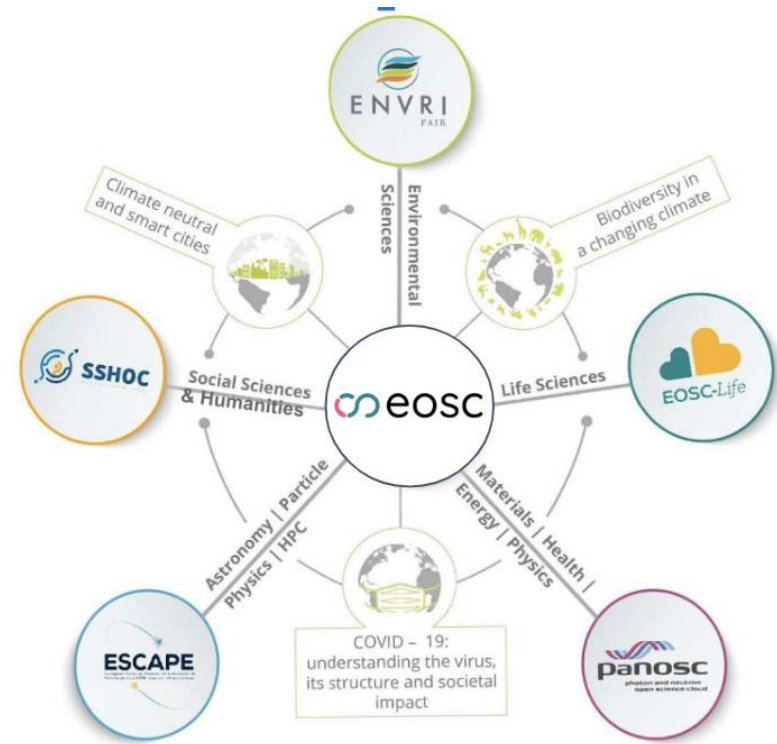 ENVRI
FAIR
Climate neutral
and smart cities
Environmental
Sciences
Biodiversity in
a changing climate
SSHOC
Social Sciences
& Humanities
eosc
Life Sciences
EOSC-Life
Astronomy | Particle
Physics | HPC
Materials | Health |
Energy | Physics
ESCAPE
COVID – 19:
understanding the virus,
its structure and societal
impact
panosc
photon and neutron
open science cloud